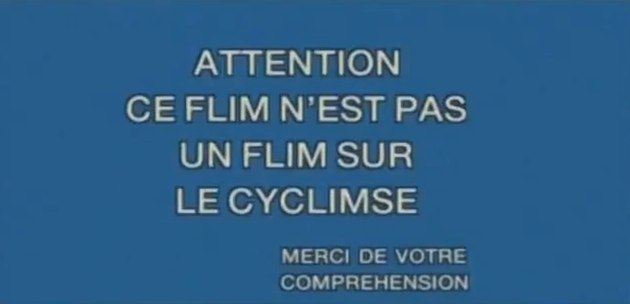 ATTENTION
CE FLIM N'EST PAS
UN FLIM SUR
LE CYCLIMSE
MERCI DE VOTRE
COMPREHENSION